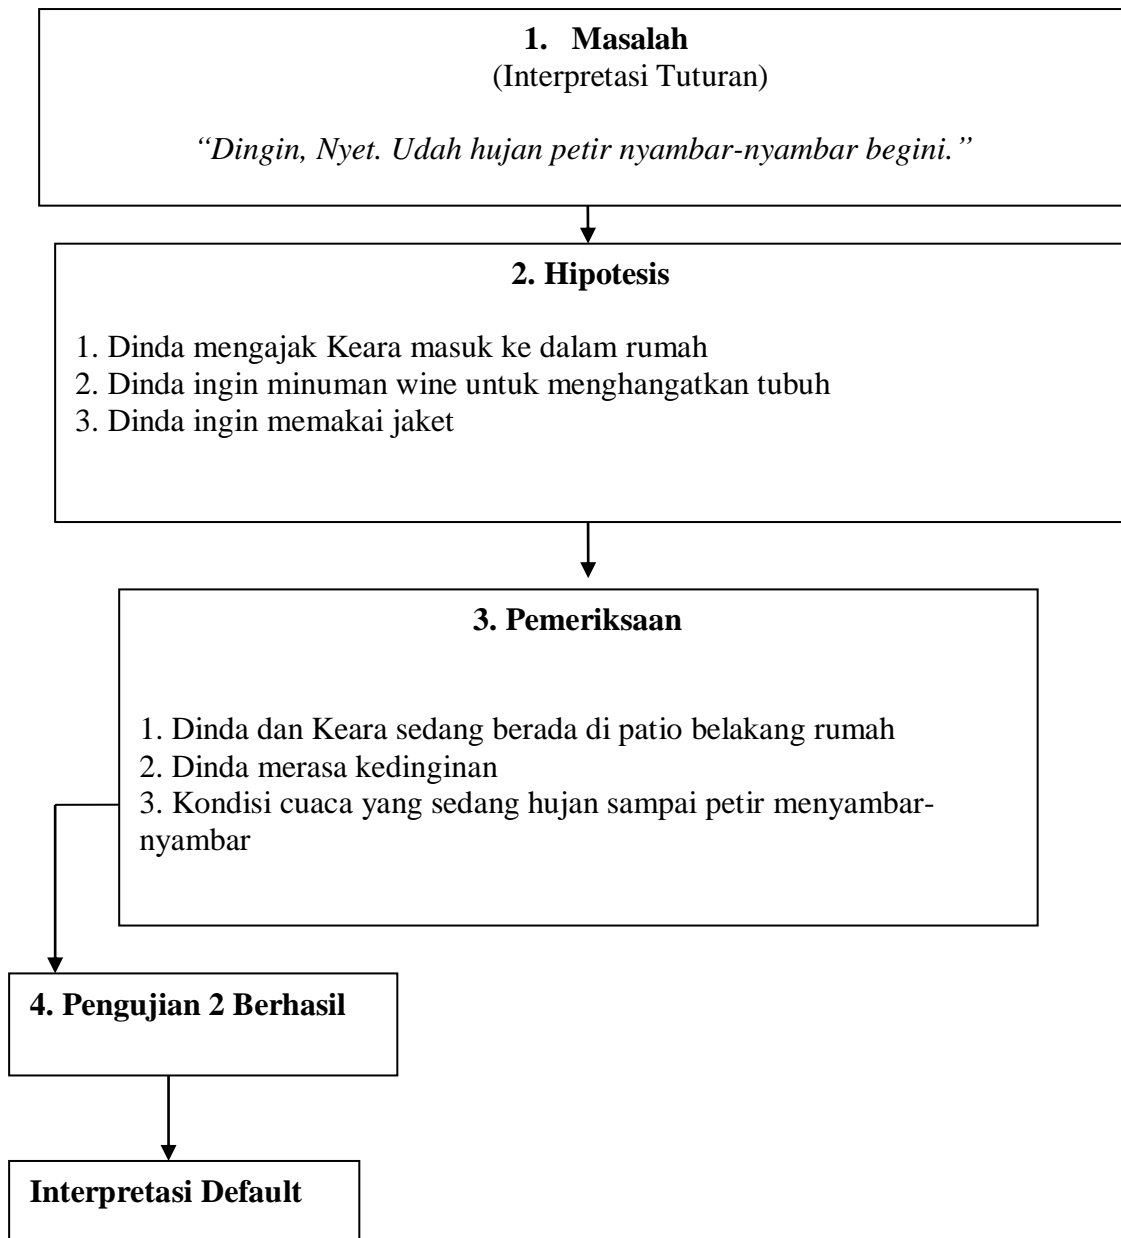 1. Masalah
(Interpretasi Tuturan)
“Dingin, Nyet. Udah hujan petir nyambar-nyambar begini.”
2. Hipotesis
1. Dinda mengajak Keara masuk ke dalam rumah
2. Dinda ingin minuman wine untuk menghangatkan tubuh
3. Dinda ingin memakai jaket
3. Pemeriksaan
1. Dinda dan Keara sedang berada di patio belakang rumah
2. Dinda merasa kedinginan
3. Kondisi cuaca yang sedang hujan sampai petir menyambar-
nyambar
4. Pengujian 2 Berhasil
Interpretasi Default